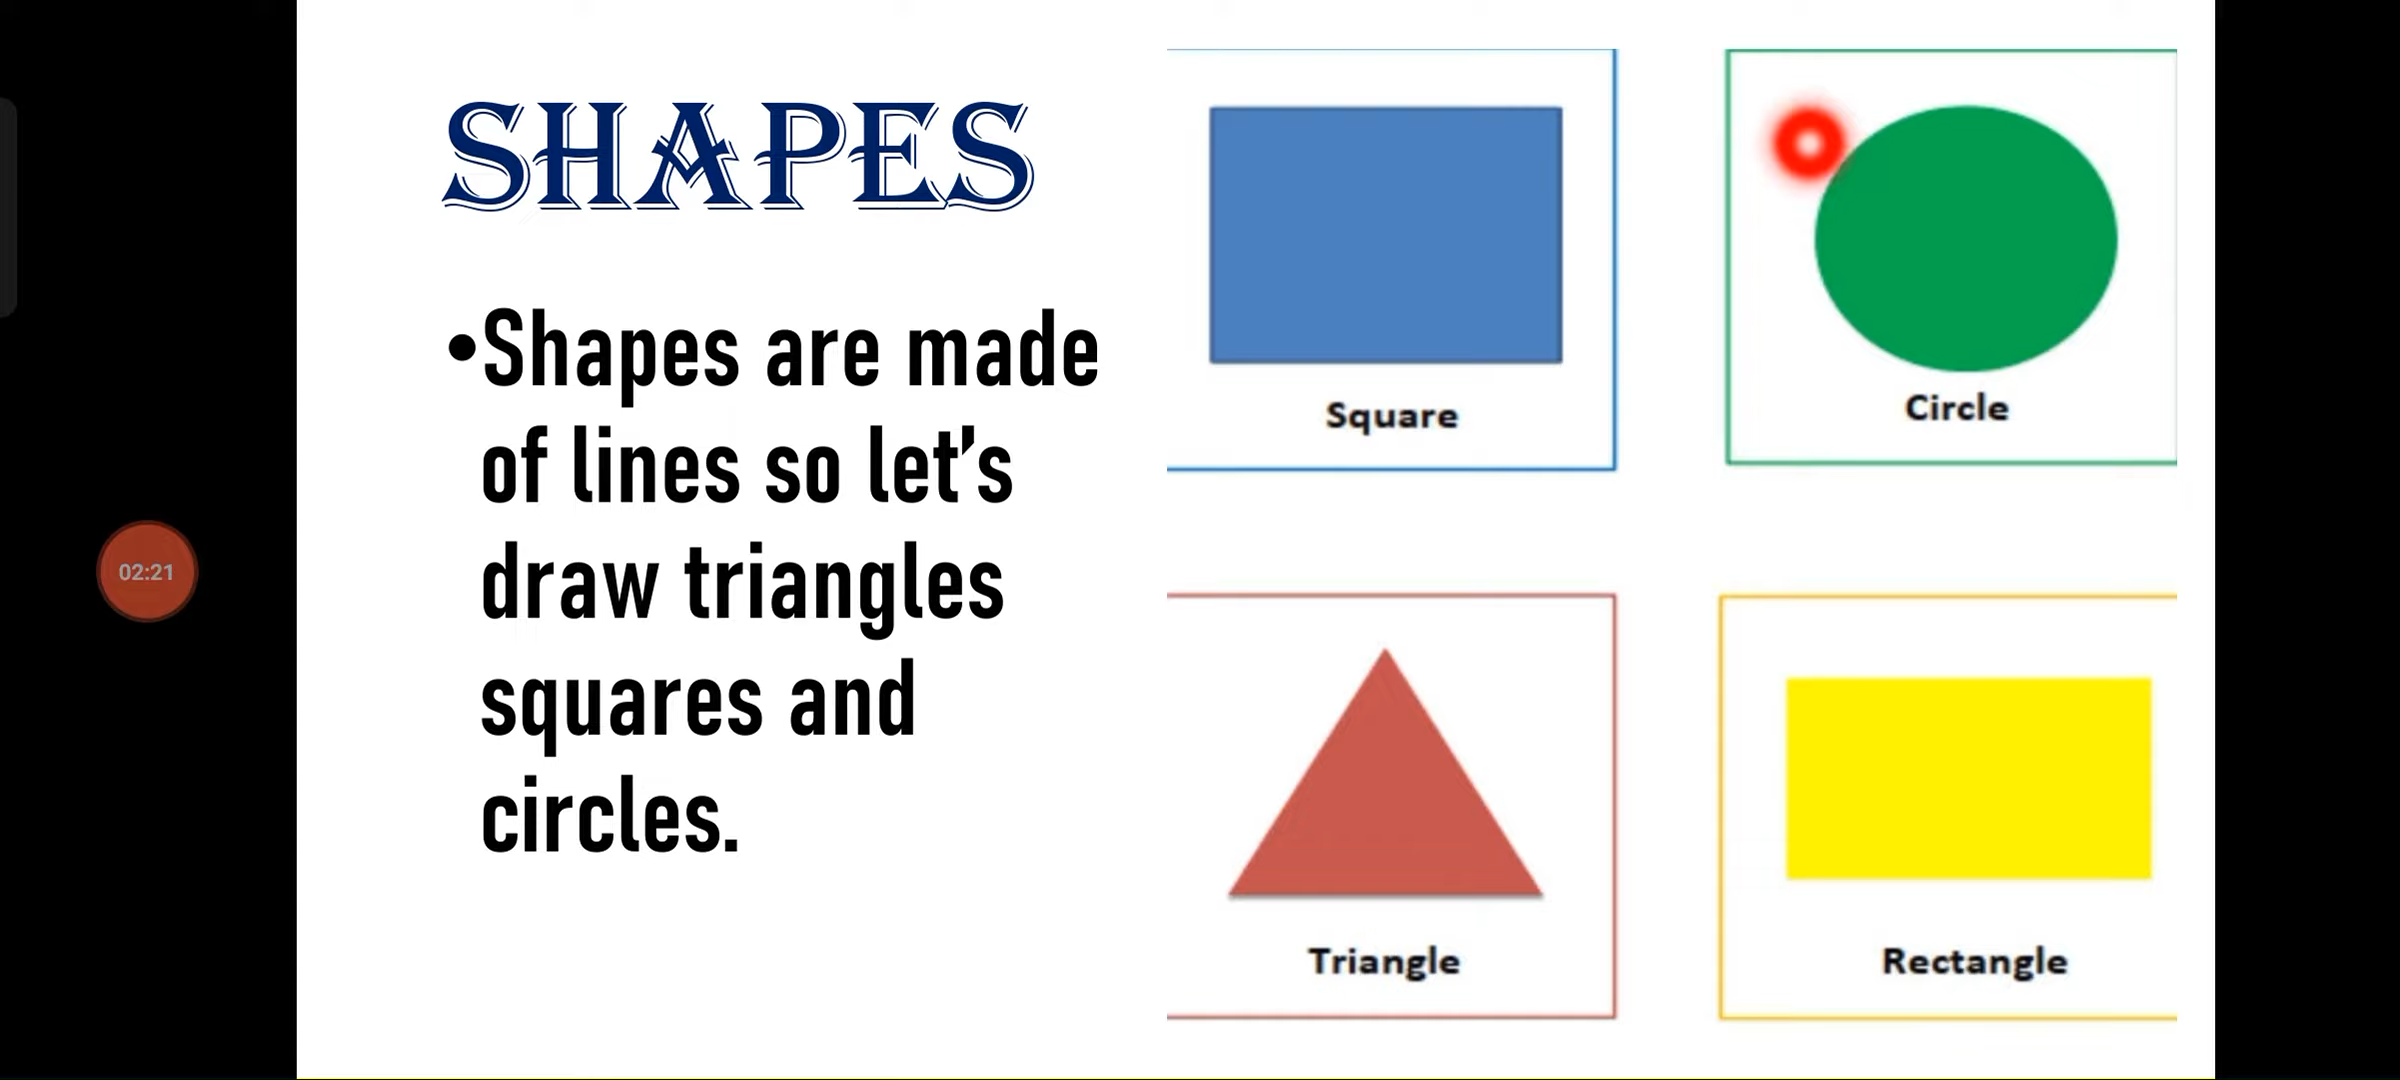 SHAPES
•Shapes are made
of lines so let’s
draw triangles
squares and
circles.
Square
Circle
Triangle
Rectangle
02:21